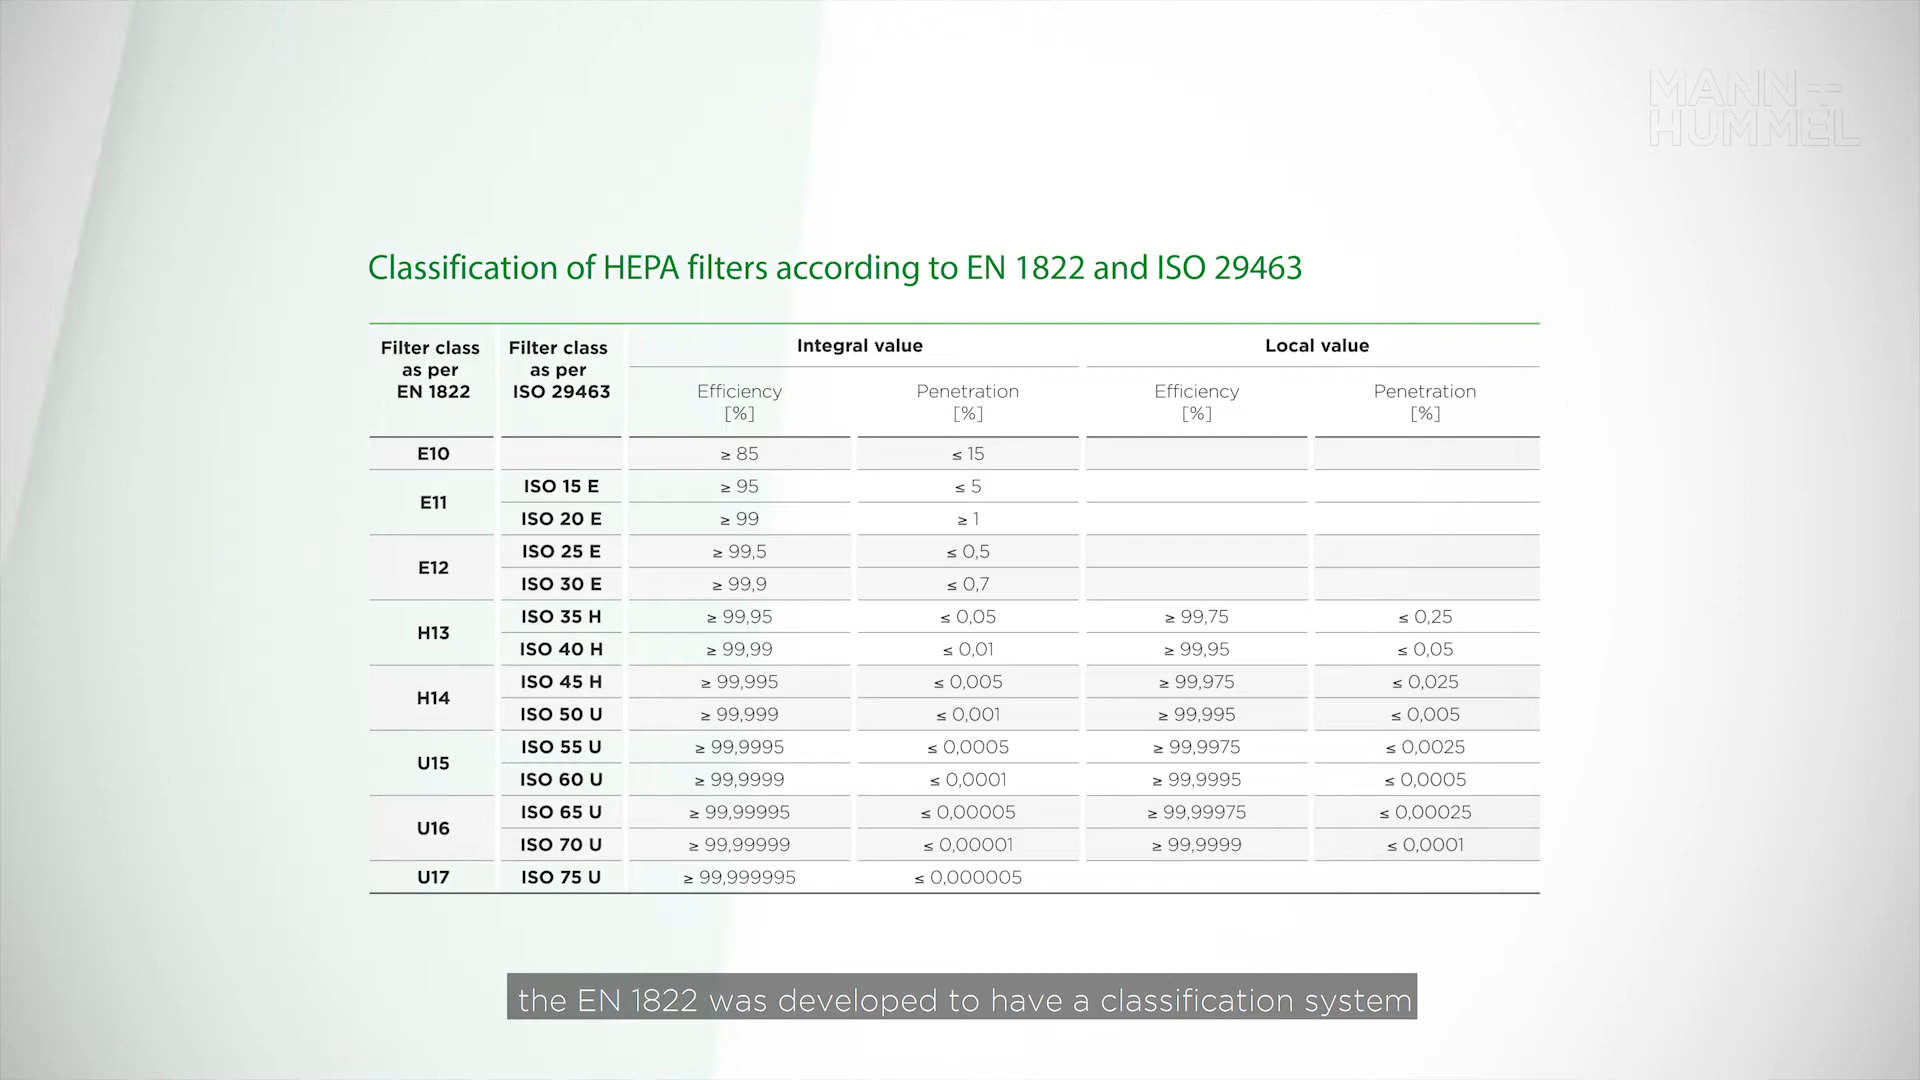 MANN+
HUMMEL
Classification of HEPA filters according to EN 1822 and ISO 29463
Filter class as per EN 1822 Filter class as per ISO 29463 Integral value Local value
Efficiency [%] Penetration [%] Efficiency [%] Penetration [%]
E10 ≥ 85 ≤ 15
E11 ISO 15 E ≥ 95 ≤ 5
ISO 20 E ≥ 99 ≥ 1
E12 ISO 25 E ≥ 99,5 ≤ 0,5
ISO 30 E ≥ 99,9 ≤ 0,7
H13 ISO 35 H ≥ 99,95 ≤ 0,05 ≥ 99,75 ≤ 0,25
ISO 40 H ≥ 99,99 ≤ 0,01 ≥ 99,95 ≤ 0,05
H14 ISO 45 H ≥ 99,995 ≤ 0,005 ≥ 99,975 ≤ 0,025
ISO 50 U ≥ 99,999 ≤ 0,001 ≥ 99,995 ≤ 0,005
U15 ISO 55 U ≥ 99,9995 ≤ 0,0005 ≥ 99,9975 ≤ 0,0025
ISO 60 U ≥ 99,9999 ≤ 0,0001 ≥ 99,9995 ≤ 0,0005
U16 ISO 65 U ≥ 99,99995 ≤ 0,00005 ≥ 99,99975 ≤ 0,00025
ISO 70 U ≥ 99,99999 ≤ 0,00001 ≥ 99,9999 ≤ 0,0001
U17 ISO 75 U ≥ 99,999995 ≤ 0,000005
the EN 1822 was developed to have a classification system